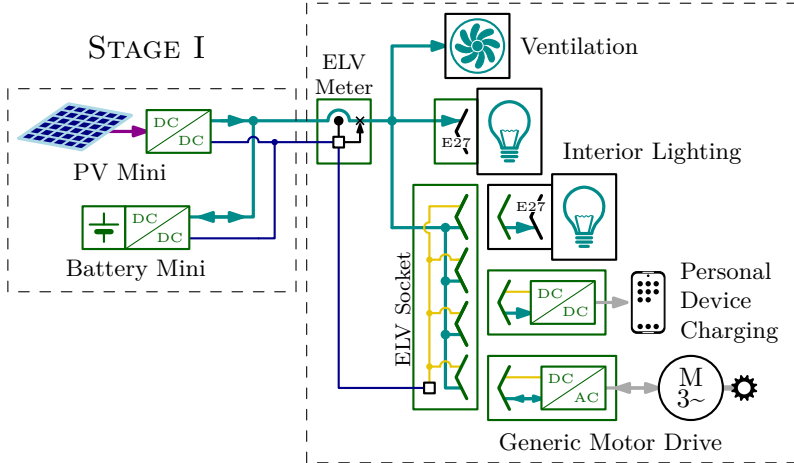 STAGE I
ELV
Meter
Ventilation
DC
DC
PV Mini
E27
Interior Lighting
DC
DC
Battery Mini
E27
ELV Socket
DC
DC
Personal
Device
Charging
DC
AC
M
3~
Generic Motor Drive